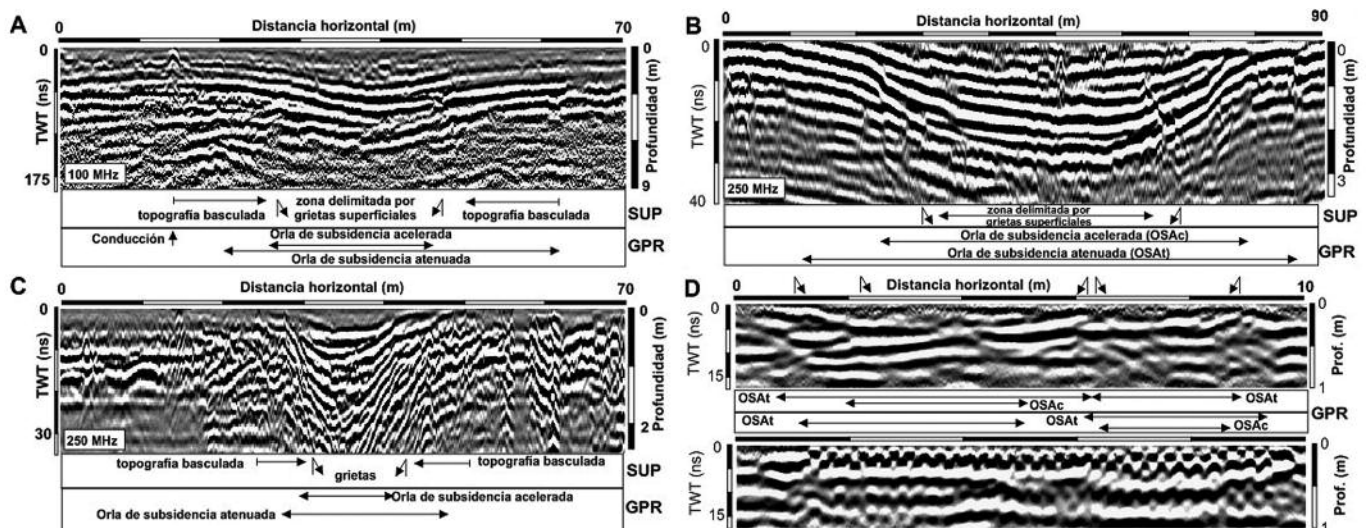 A
0 Distancia horizontal (m) 70
0
TWT (ns)
175
100 MHz
0
Profundidad (m)
9
topografía basculada
zona delimitada por
grietas superficiales
topografía basculada
SUP
Conducción
Orla de subsidencia acelerada
Orla de subsidencia atenuada
GPR
B
0 Distancia horizontal (m) 90
0
TWT (ns)
40
250 MHz
0
Profundidad (m)
3
zona delimitada por
grietas superficiales
SUP
Orla de subsidencia acelerada (OSAc)
Orla de subsidencia atenuada (OSAt)
GPR
C
0 Distancia horizontal (m) 70
0
TWT (ns)
30
250 MHz
0
Profundidad (m)
2
topografía basculada
grietas
topografía basculada
SUP
Orla de subsidencia acelerada
Orla de subsidencia atenuada
GPR
D
0 Distancia horizontal (m) 10
0
TWT (ns)
15
0
Prof. (m)
1
OSAt OSAc OSAt
OSAt OSAt OSAc
GPR
0
TWT (ns)
15
0
Prof. (m)